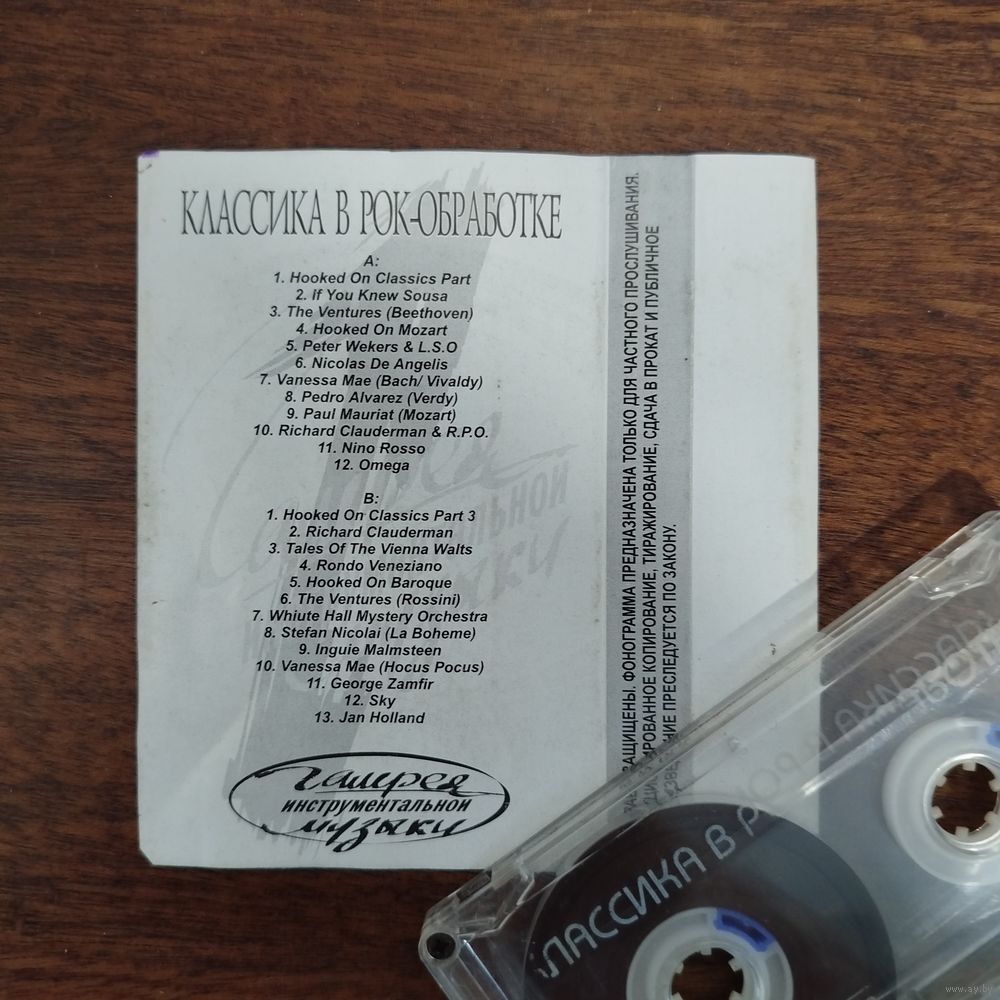 КЛАССИКА В РОК-ОБРАБОТКЕ
A:
1. Hooked On Classics Part
2. If You Knew Sousa
3. The Ventures (Beethoven)
4. Hooked On Mozart
5. Peter Wekers & L.S.O
6. Nicolas De Angelis
7. Vanessa Mae (Bach/ Vivaldy)
8. Pedro Alvarez (Verdy)
9. Paul Mauriat (Mozart)
10. Richard Clauderman & R.P.O.
11. Nino Rosso
12. Omega
B:
1. Hooked On Classics Part 3
2. Richard Clauderman
3. Tales Of The Vienna Walts
4. Rondo Veneziano
5. Hooked On Baroque
6. The Ventures (Rossini)
7. Whiute Hall Mystery Orchestra
8. Stefan Nicolai (La Boheme)
9. Inguie Malmsteen
10. Vanessa Mae (Hocus Pocus)
11. George Zamfir
12. Sky
13. Jan Holland
Галерея
инструментальной
музыки
ЗАЩИЩЕНЫ. ФОНОГРАММА ПРЕДНАЗНАЧЕНА ТОЛЬКО ДЛЯ ЧАСТНОГО ПРОСЛУШИВАНИЯ.
КОПИРОВАНИЕ, ТИРАЖИРОВАНИЕ, СДАЧА В ПРОКАТ И ПУБЛИЧНОЕ
ПРЕСЛЕДУЕТСЯ ПО ЗАКОНУ.
ЛАССИКА В РО
www.ay.by